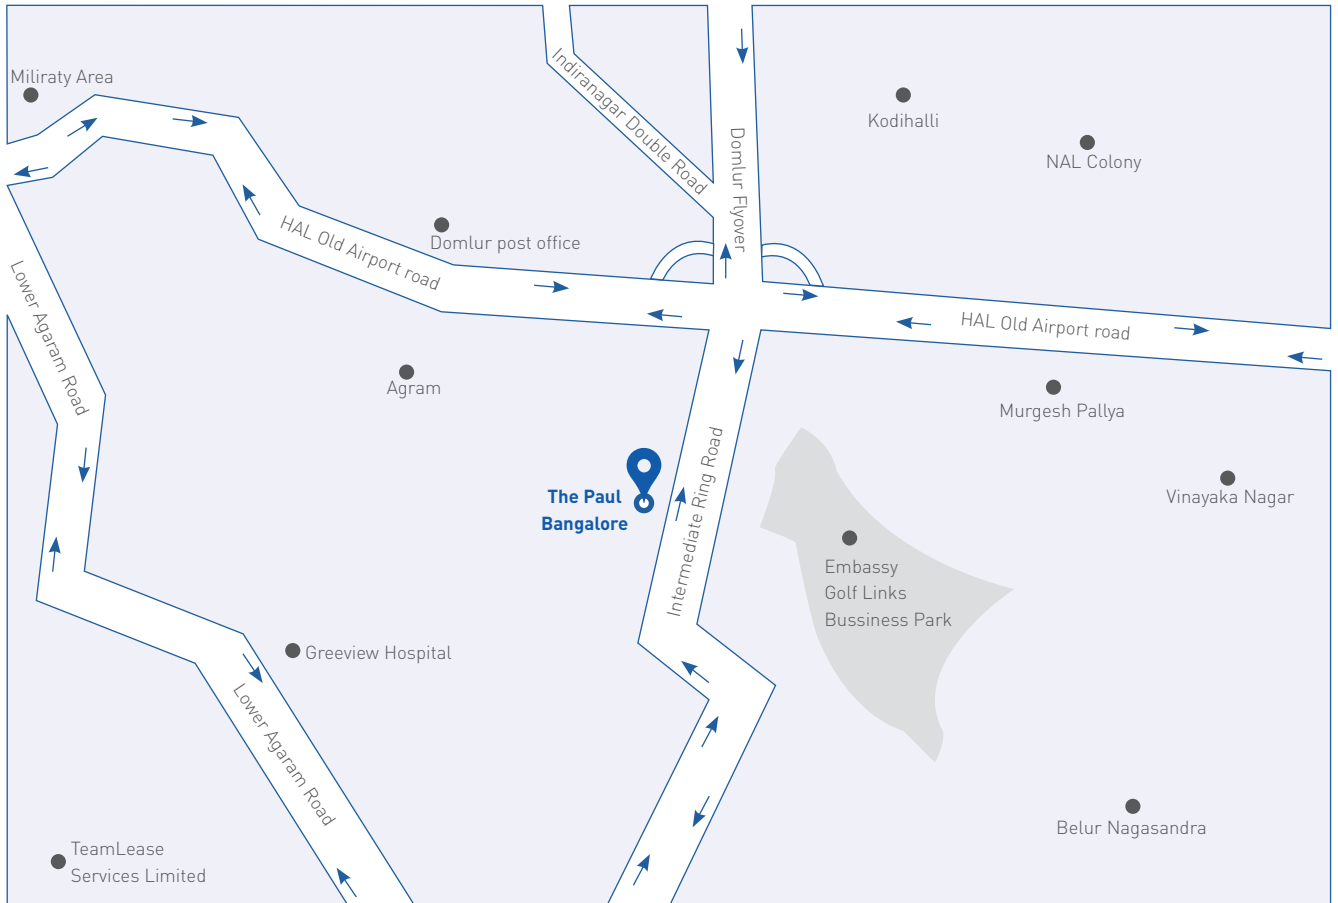 Miliraty Area
Indiranagar Double Road
Domlur Flyover
Kodihalli
NAL Colony
HAL Old Airport road
Domlur post office
Lower Agaram Road
HAL Old Airport road
Agram
Murgesh Pallya
Intermediate Ring Road
The Paul
Bangalore
Vinayaka Nagar
Embassy
Golf Links
Bussiness Park
Greeview Hospital
Lower Agaram Road
Belur Nagasandra
TeamLease
Services Limited